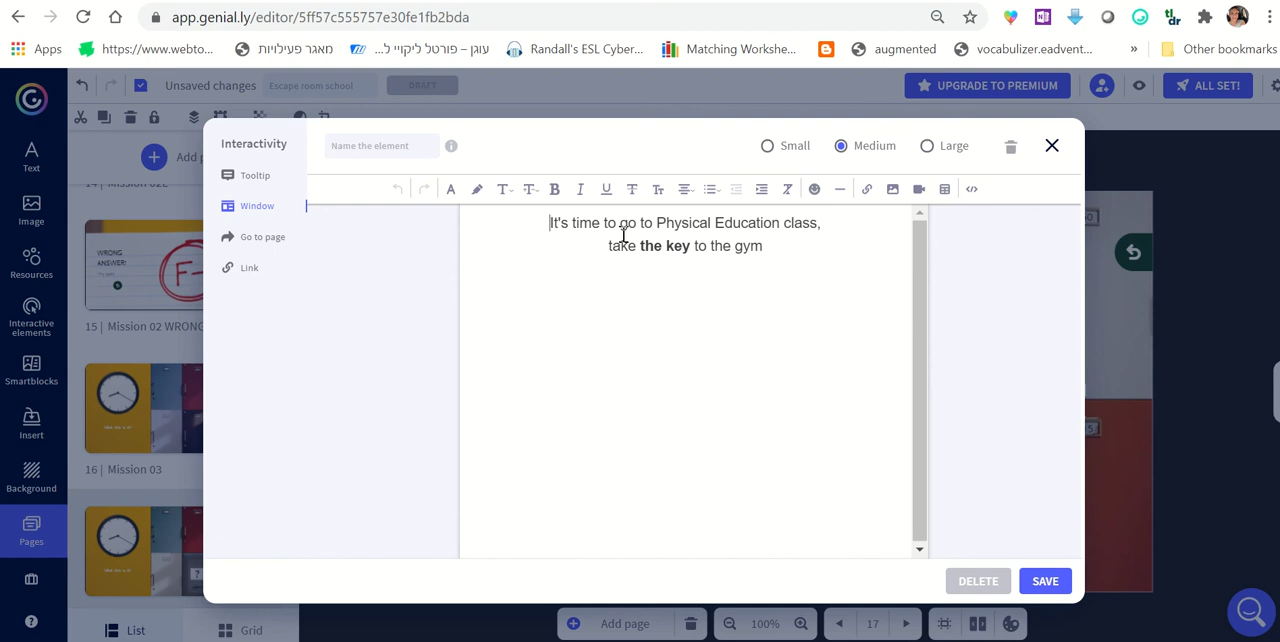 app.genial.ly/editor/5ff57c555757e30fe1fb2bda
Apps
https://www.webto...
מאגר פעילויות
עוגן – פורטל ליקויי ל...
Randall's ESL Cyber...
Matching Workshe...
augmented
vocabulizer.eadvent...
»
Other bookmarks
Unsaved changes
Escape room school
DRAFT
UPGRADE TO PREMIUM
ALL SET!
Text
Image
Resources
Interactive
elements
Smartblocks
Insert
Background
Pages
Add p
WRONG
ANSWER!
F-
15 | Mission 02 WRONG
16 | Mission 03
List
Grid
Interactivity
Tooltip
Window
Go to page
Link
Name the element
Small
Medium
Large
It's time to go to Physical Education class,
take the key to the gym
DELETE
SAVE
Add page
100%
17